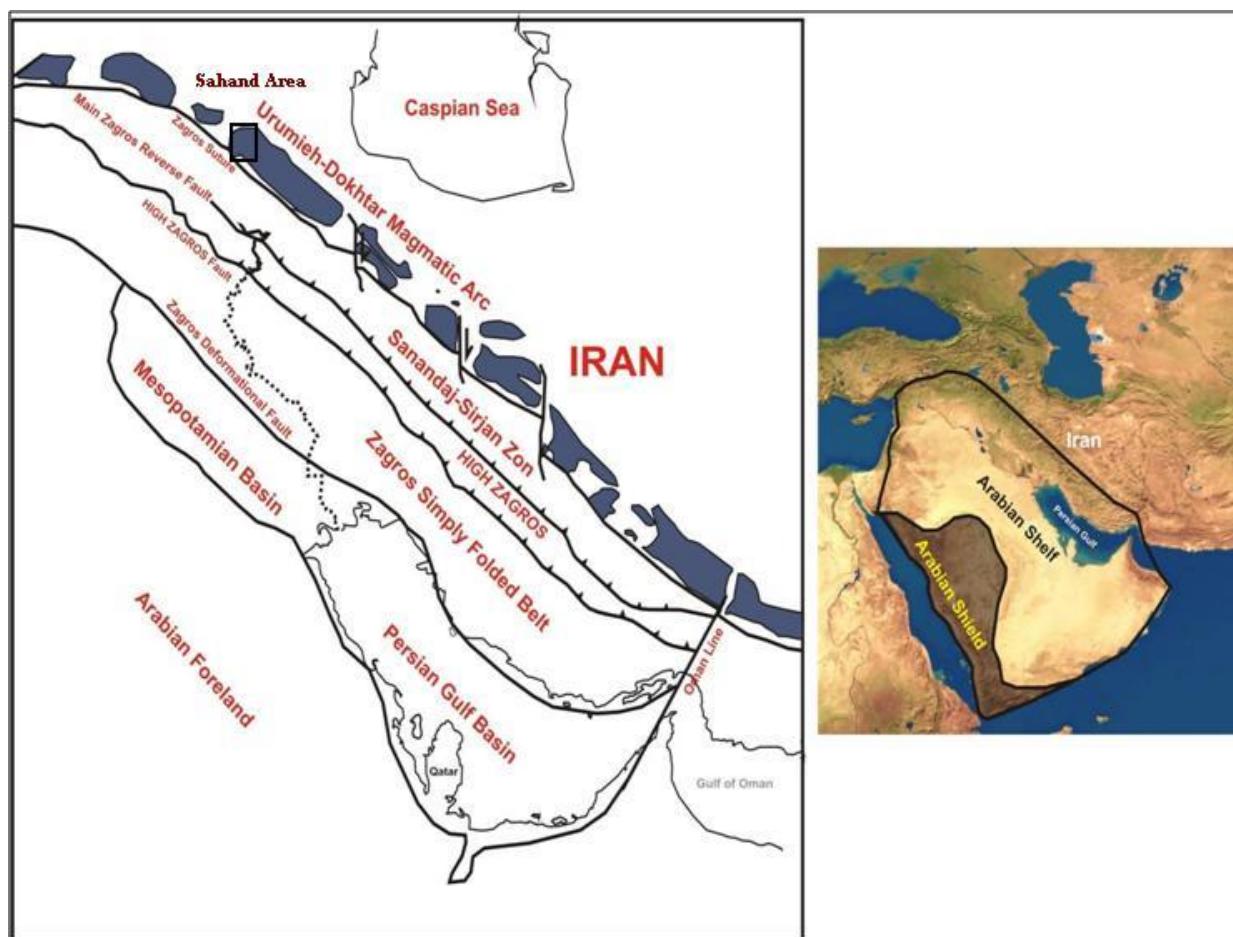 Sahand Area
Caspian Sea
Urumieh-Dokhtar Magmatic Arc
Zagros Suture
Main Zagros Reverse Fault
HIGH ZAGROS Fault
Zagros Deformational Fault
IRAN
Sanandaj-Sirjan Zon
HIGH ZAGROS
Mesopotamian Basin
Zagros Simply Folded Belt
Arabian Foreland
Persian Gulf Basin
Oman Line
Qatar
Gulf of Oman
Iran
Arabian Shelf
Persian Gulf
Arabian Shield